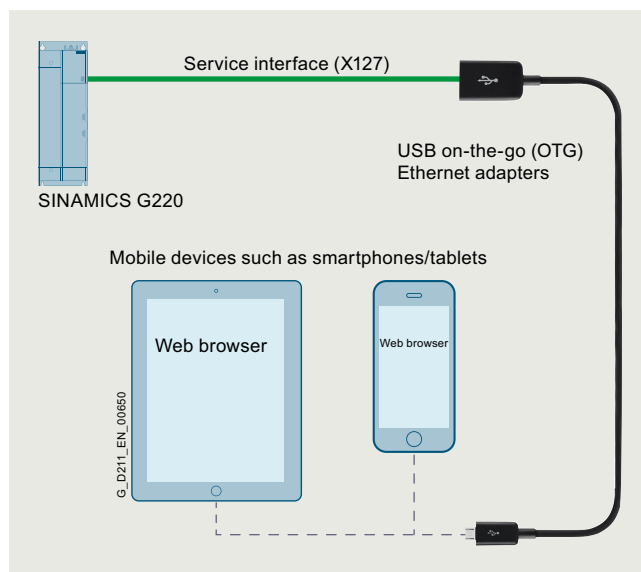 Service interface (X127)
USB on-the-go (OTG)
Ethernet adapters
SINAMICS G220
Mobile devices such as smartphones/tablets
Web browser
Web browser
G_D211_EN_00650